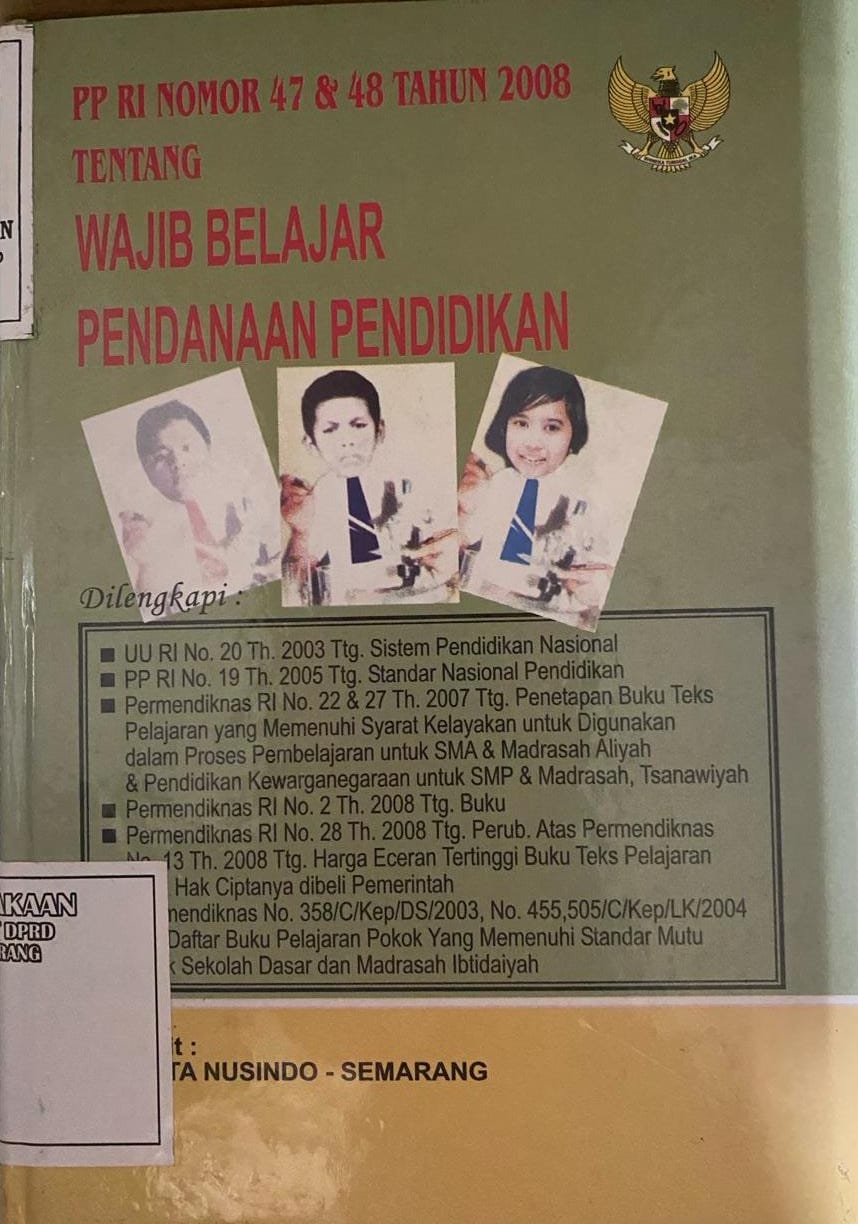 PP RI NOMOR 47 & 48 TAHUN 2008
TENTANG
WAJIB BELAJAR
PENDANAAN PENDIDIKAN
N
Dilengkapi :
UU RI No. 20 Th. 2003 Ttg. Sistem Pendidikan Nasional
PP RI No. 19 Th. 2005 Ttg. Standar Nasional Pendidikan
Permendiknas RI No. 22 & 27 Th. 2007 Ttg. Penetapan Buku Teks
Pelajaran yang Memenuhi Syarat Kelayakan untuk Digunakan
dalam Proses Pembelajaran untuk SMA & Madrasah Aliyah
& Pendidikan Kewarganegaraan untuk SMP & Madrasah, Tsanawiyah
Permendiknas RI No. 2 Th. 2008 Ttg. Buku
Permendiknas RI No. 28 Th. 2008 Ttg. Perub. Atas Permendiknas
No. 13 Th. 2008 Ttg. Harga Eceran Tertinggi Buku Teks Pelajaran
Hak Ciptanya dibeli Pemerintah
mendiknas No. 358/C/Kep/DS/2003, No. 455,505/C/Kep/LK/2004
Daftar Buku Pelajaran Pokok Yang Memenuhi Standar Mutu
k Sekolah Dasar dan Madrasah Ibtidaiyah
AKAAN
DPRD
RANG
it :
TA NUSINDO - SEMARANG